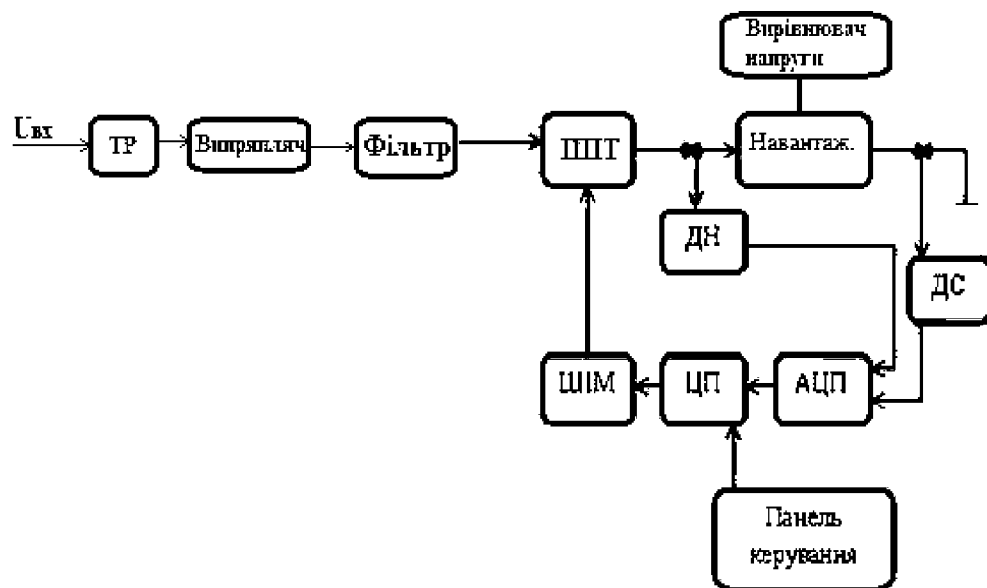 Вирівнювач
напруги
Uвх
ТР
Випрямляч
Фільтр
ППТ
Навантаж.
ДН
ДС
ШІМ
ЦП
АЦП
Панель
керування